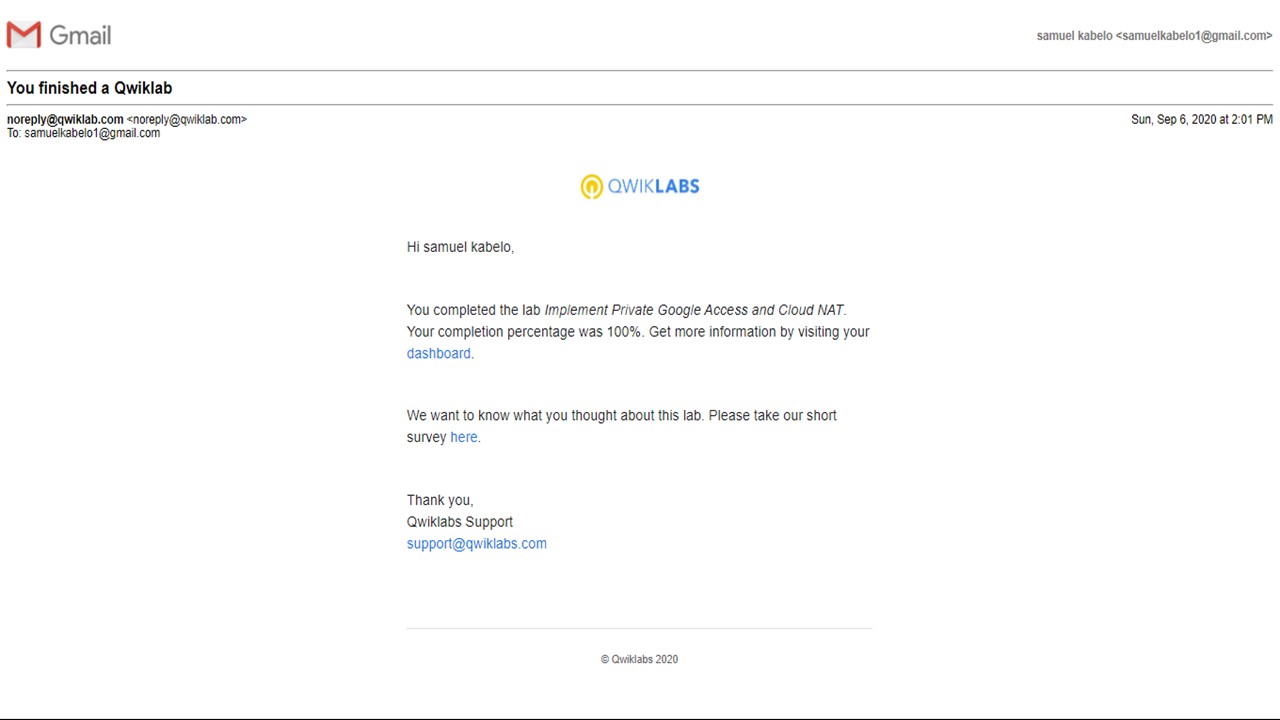 Gmail
samuel kabelo <samuelkabelo1@gmail.com>
You finished a Qwiklab
noreply@qwiklab.com <noreply@qwiklab.com>
Sun, Sep 6, 2020 at 2:01 PM
To: samuelkabelo1@gmail.com
QWIKLABS
Hi samuel kabelo,
You completed the lab Implement Private Google Access and Cloud NAT.
Your completion percentage was 100%. Get more information by visiting your
dashboard.
We want to know what you thought about this lab. Please take our short
survey here.
Thank you,
Qwiklabs Support
support@qwiklabs.com
© Qwiklabs 2020